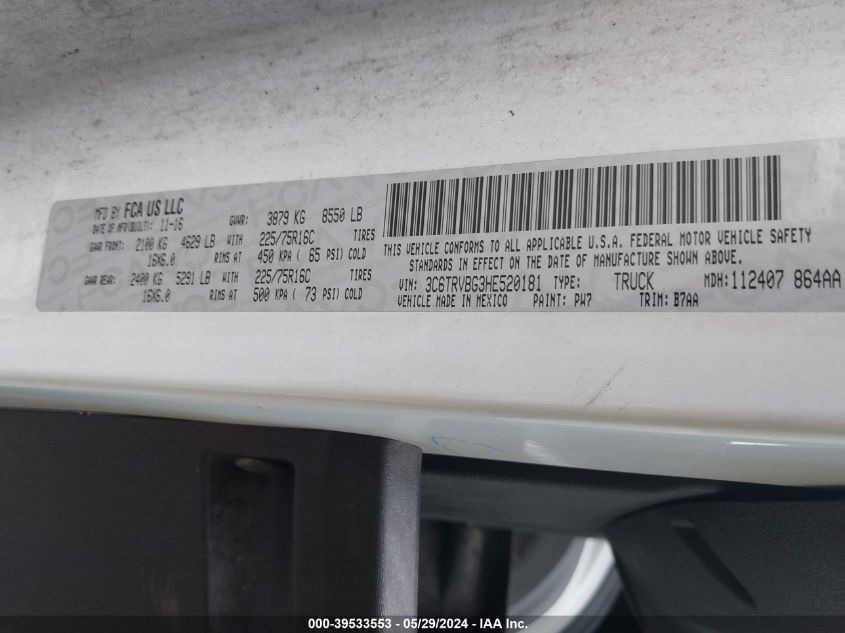 MFD BY FCA US LLC
DATE OF MFR(BUILT): 11-16 GVWR: 3879 KG 8550 LB
GAWR FRONT: 2100 KG 4629 LB WITH 225/75R16C TIRES
16X6.0 RIMS AT 450 KPA ( 65 PSI) COLD
GAWR REAR: 2400 KG 5291 LB WITH 225/75R16C TIRES
16X6.0 RIMS AT 500 KPA ( 73 PSI) COLD
THIS VEHICLE CONFORMS TO ALL APPLICABLE U.S.A. FEDERAL MOTOR VEHICLE SAFETY
STANDARDS IN EFFECT ON THE DATE OF MANUFACTURE SHOWN ABOVE.
VIN: 3C6TRVBG3HE520181 TYPE: TRUCK MDH: 112407 864AA
VEHICLE MADE IN MEXICO PAINT: PW7 TRIM: B7AA
000-39533553 - 05/29/2024 - IAA Inc.